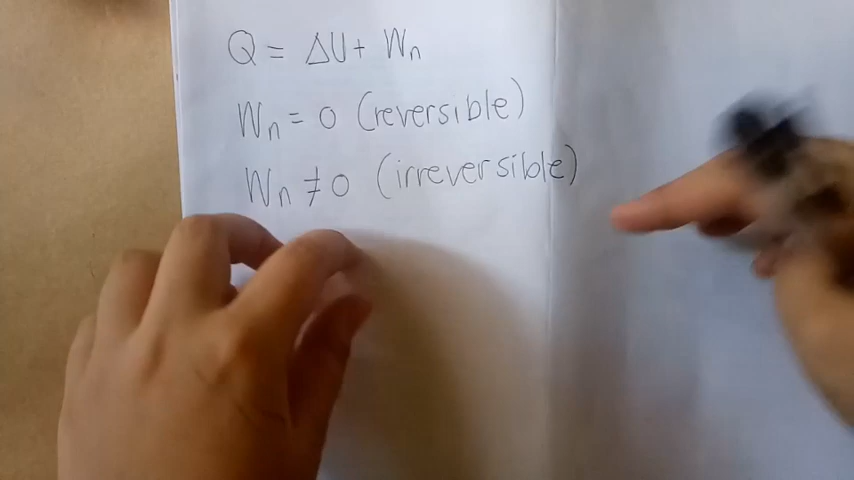 Q = ΔU + Wn
Wn = 0 (reversible)
Wn ≠ 0 (irreversible)